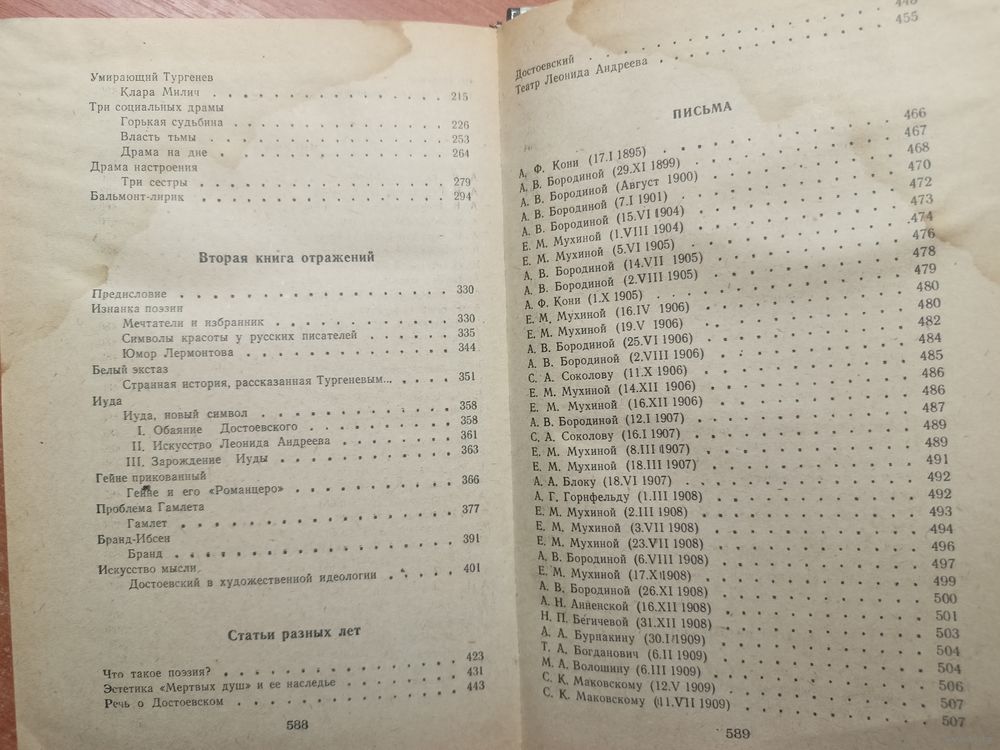 Умирающий Тургенев
Клара Милич . . . . . . . . . . . . 215
Три социальных драмы
Горькая судьбина . . . . . . . . . . . . 226
Власть тьмы . . . . . . . . . . . . 253
Драма на дне . . . . . . . . . . . . 264
Драма настроения
Три сестры . . . . . . . . . . . . 279
Бальмонт-лирик . . . . . . . . . . . . 294
Вторая книга отражений
Предисловие . . . . . . . . . . . . 330
Изнанка поэзии
Мечтатели и избранник . . . . . . . . . . 330
Символы красоты у русских писателей . . . . . 335
Юмор Лермонтова . . . . . . . . . . 344
Белый экстаз
Странная история, рассказанная Тургеневым... . . . . 351
Иуда
Иуда, новый символ . . . . . . . . . . 358
I. Обаяние Достоевского . . . . . . . . 358
II. Искусство Леонида Андреева . . . . . . 361
III. Зарождение Иуды . . . . . . . . 363
Гейне прикованный
Гейне и его «Романцеро» . . . . . . . . 366
Проблема Гамлета
Гамлет . . . . . . . . . . . . 377
Бранд-Ибсен
Бранд . . . . . . . . . . . . 391
Искусство мысли
Достоевский в художественной идеологии . . . . . 401
Статьи разных лет
Что такое поэзия? . . . . . . . . . . 423
Эстетика «Мертвых душ» и ее наследье . . . . . . 431
Речь о Достоевском . . . . . . . . . . 443
588
Достоевский . . . . . . . . . . 448
Театр Леонида Андреева . . . . . . . . 455
ПИСЬМА
А. Ф. Кони (17.I 1895) . . . . . . . . 466
А. В. Бородиной (29.XI 1899) . . . . . . . . 467
А. В. Бородиной (Август 1900) . . . . . . . . 468
А. В. Бородиной (7.I 1901) . . . . . . . . 470
А. В. Бородиной (15.VI 1904) . . . . . . . . 472
Е. М. Мухиной (1.VIII 1904) . . . . . . . . 473
Е. М. Мухиной (5.VI 1905) . . . . . . . . 474
А. В. Бородиной (14.VII 1905) . . . . . . . . 476
А. В. Бородиной (2.VIII 1905) . . . . . . . . 478
А. Ф. Кони (1.X 1905) . . . . . . . . 479
Е. М. Мухиной (16.IV 1906) . . . . . . . . 480
Е. М. Мухиной (19.V 1906) . . . . . . . . 480
А. В. Бородиной (25.VI 1906) . . . . . . . . 482
А. В. Бородиной (2.VIII 1906) . . . . . . . . 484
С. А. Соколову (11.X 1906) . . . . . . . . 485
Е. М. Мухиной (14.XII 1906) . . . . . . . . 486
Е. М. Мухиной (16.XII 1906) . . . . . . . . 486
А. В. Бородиной (12.I 1907) . . . . . . . . 487
С. А. Соколову (16.I 1907) . . . . . . . . 489
Е. М. Мухиной (8.III 1907) . . . . . . . . 489
Е. М. Мухиной (18.III 1907) . . . . . . . . 491
А. А. Блоку (18.VI 1907) . . . . . . . . 492
А. Г. Горнфельду (1.III 1908) . . . . . . . . 492
Е. М. Мухиной (2.III 1908) . . . . . . . . 493
Е. М. Мухиной (3.VII 1908) . . . . . . . . 494
Е. М. Мухиной (23.VII 1908) . . . . . . . . 496
А. В. Бородиной (6.VIII 1908) . . . . . . . . 497
Е. М. Мухиной (17.X 1908) . . . . . . . . 499
А. В. Бородиной (26.XI 1908) . . . . . . . . 500
А. Н. Анненской (16.XII 1908) . . . . . . . . 501
Н. П. Бегичевой (31.XII 1908) . . . . . . . . 503
А. А. Бурнакину (30.I 1909) . . . . . . . . 504
Т. А. Богданович (6.II 1909) . . . . . . . . 504
М. А. Волошину (6.III 1909) . . . . . . . . 506
С. К. Маковскому (12.V 1909) . . . . . . . . 507
С. К. Маковскому (11.VII 1909) . . . . . . . . 507
589